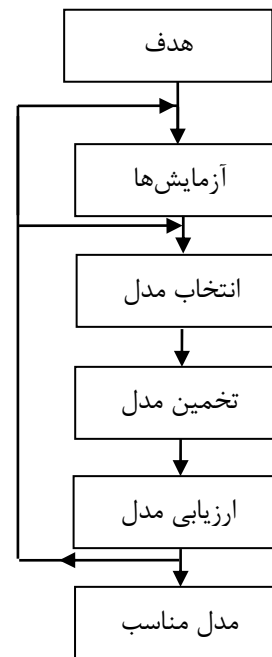 هدف
آزمایش‌ها
انتخاب مدل
تخمین مدل
ارزیابی مدل
مدل مناسب